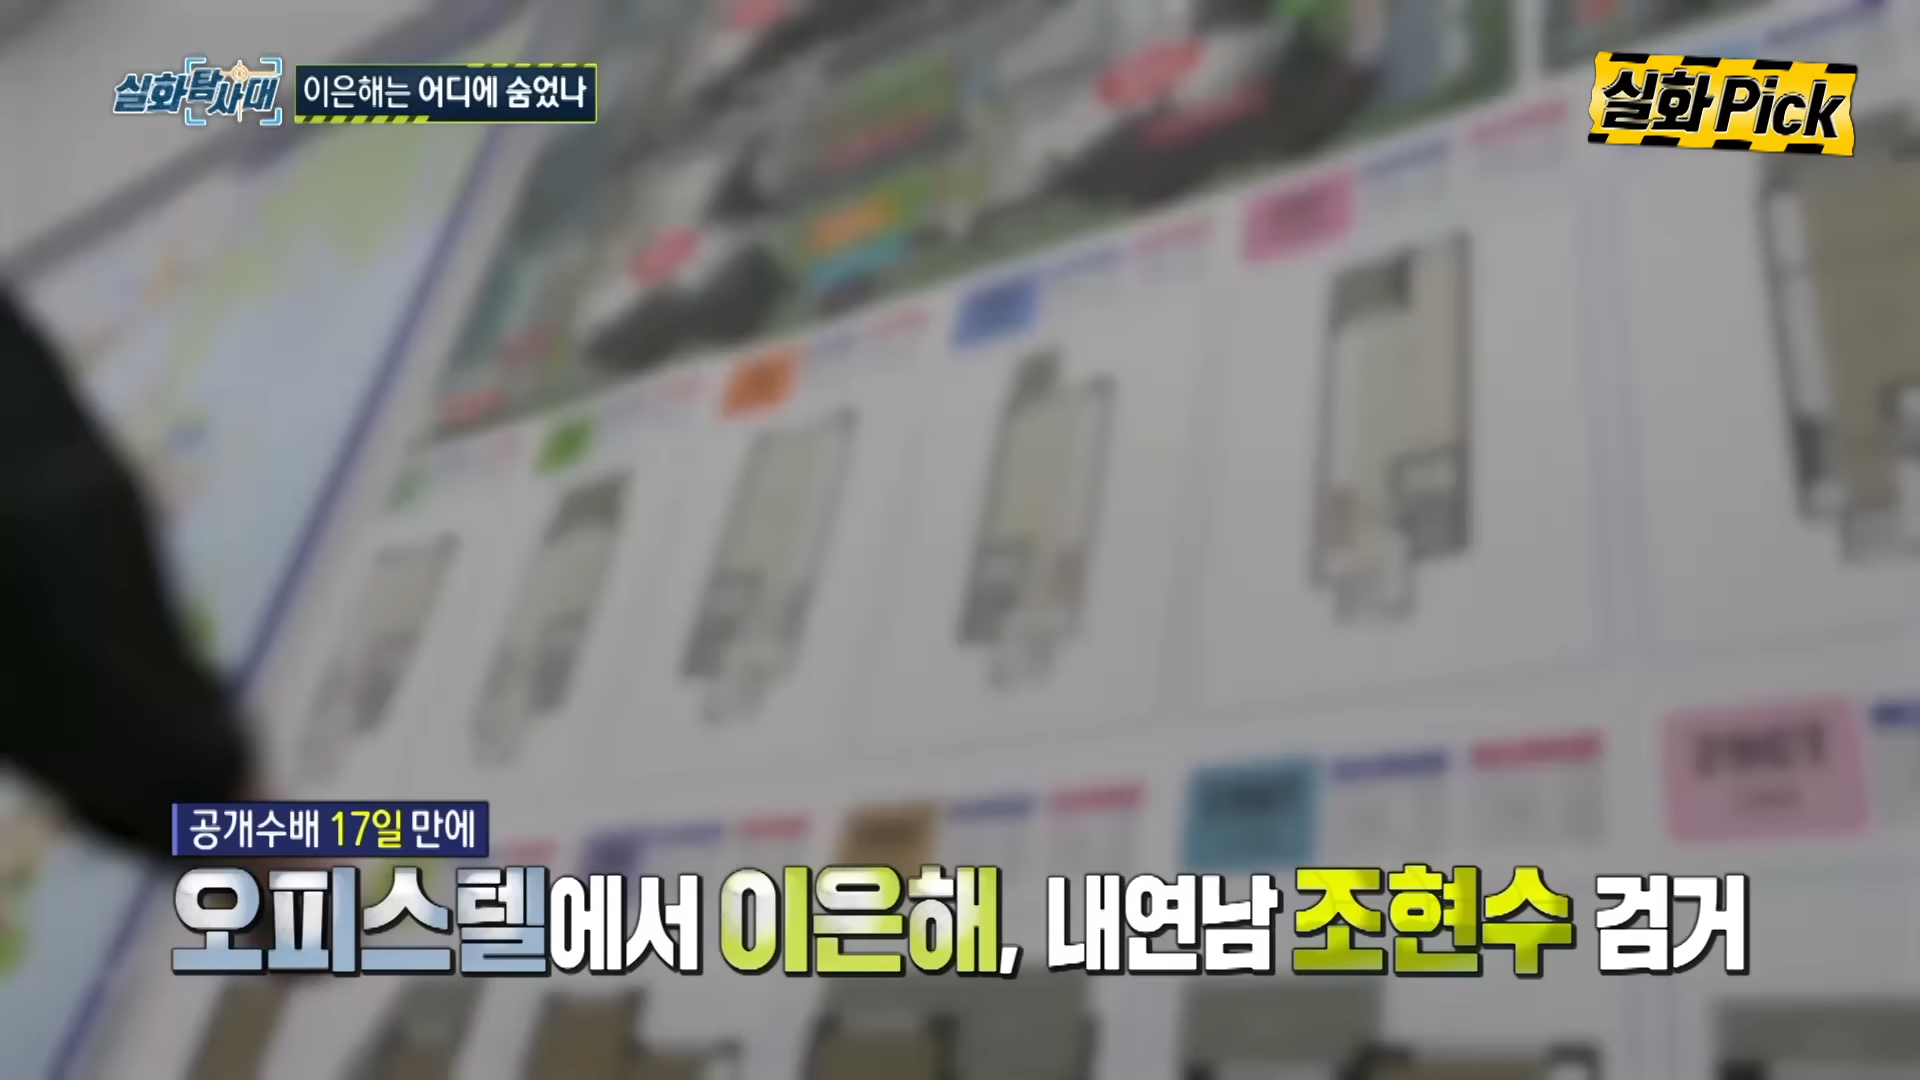 실화탐사대
이은해는 어디에 숨었나
실화Pick
공개수배 17일 만에
오피스텔에서 이은해, 내연남 조현수 검거